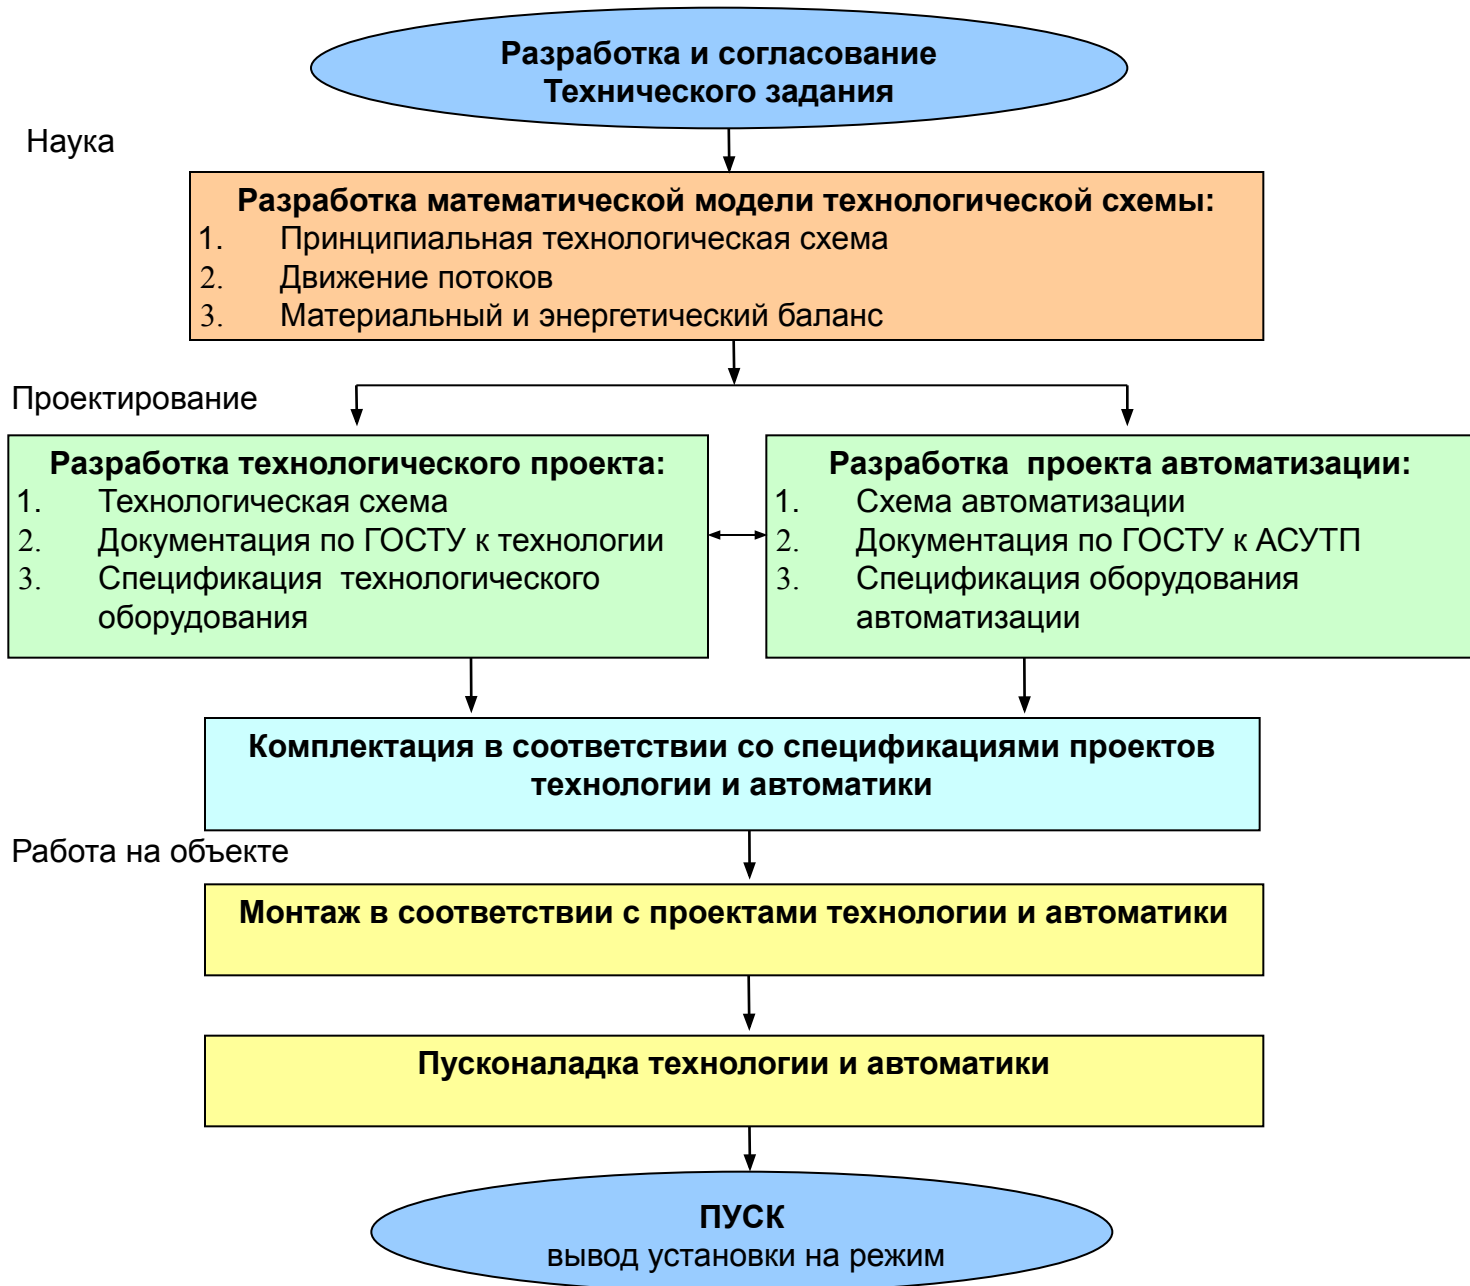 Разработка и согласование
Технического задания
Наука
Разработка математической модели технологической схемы:
1. Принципиальная технологическая схема
2. Движение потоков
3. Материальный и энергетический баланс
Проектирование
Разработка технологического проекта:
1. Технологическая схема
2. Документация по ГОСТУ к технологии
3. Спецификация технологического
оборудования
Разработка проекта автоматизации:
1. Схема автоматизации
2. Документация по ГОСТУ к АСУТП
3. Спецификация оборудования
автоматизации
Комплектация в соответствии со спецификациями проектов
технологии и автоматики
Работа на объекте
Монтаж в соответствии с проектами технологии и автоматики
Пусконаладка технологии и автоматики
ПУСК
вывод установки на режим